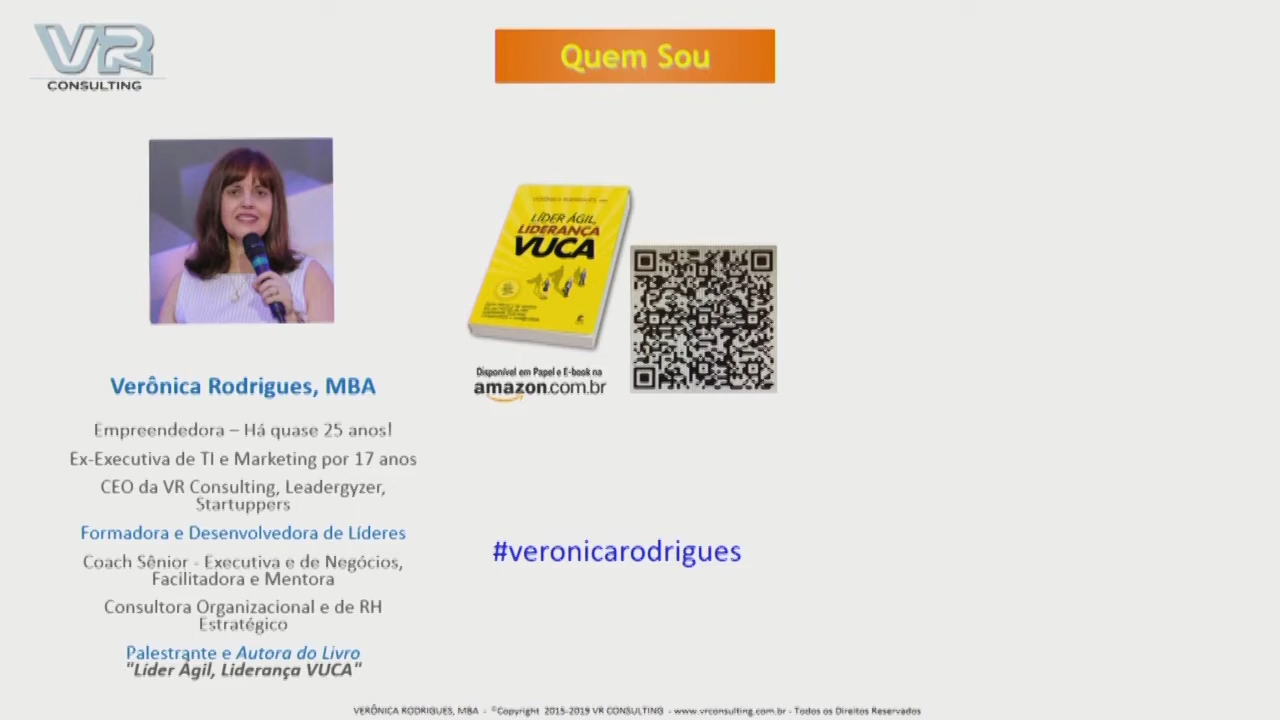 VR
CONSULTING
Quem Sou
LÍDER ÁGIL,
LIDERANÇA
VUCA
Disponível em Papel e E-book na
amazon.com.br
Verônica Rodrigues, MBA
Empreendedora – Há quase 25 anos!
Ex-Executiva de TI e Marketing por 17 anos
CEO da VR Consulting, Leadergyzer,
Startuppers
Formadora e Desenvolvedora de Líderes
Coach Sênior - Executiva e de Negócios,
Facilitadora e Mentora
Consultora Organizacional e de RH
Estratégico
Palestrante e Autora do Livro
"Líder Ágil, Liderança VUCA"
#veronicarodrigues
VERÔNICA RODRIGUES, MBA - ©Copyright 2015-2019 VR CONSULTING - www.vrconsulting.com.br - Todos os Direitos Reservados